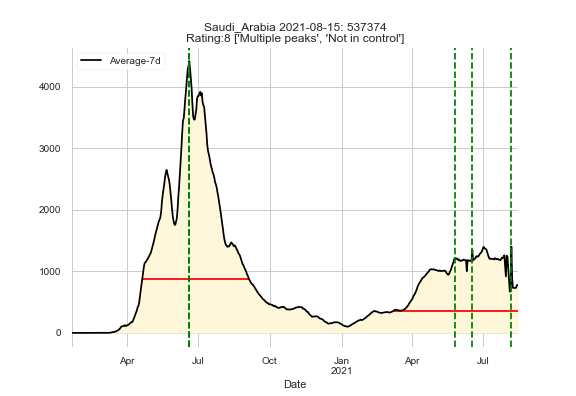 Saudi_Arabia 2021-08-15: 537374
Rating:8 ['Multiple peaks', 'Not in control']
Average-7d
4000
3000
2000
1000
0
Apr Jul Oct Jan Apr Jul
2021
Date